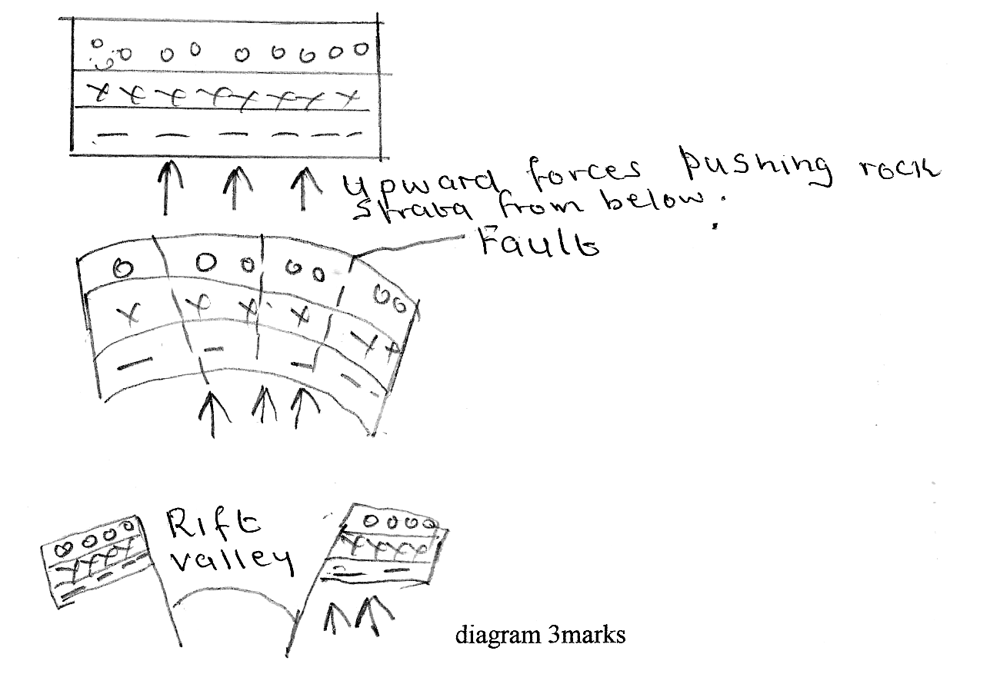 upward forces pushing rock
strata from below.
Fault
Rift
valley
diagram 3marks